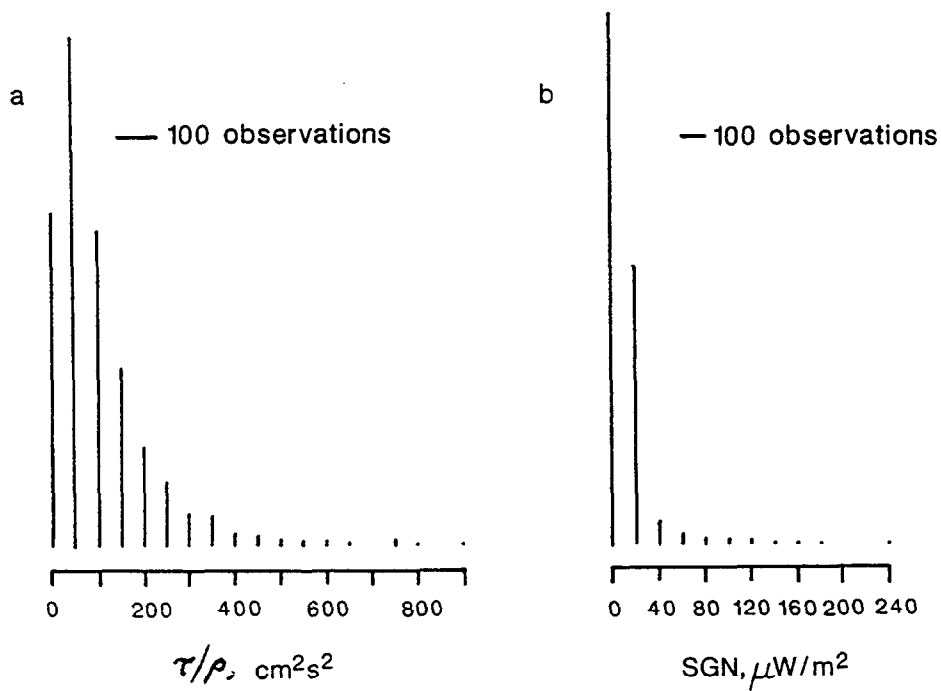 a
100 observations
0 200 400 600 800
τ/ρ, cm²s²
b
100 observations
0 40 80 120 160 200 240
SGN, μW/m²